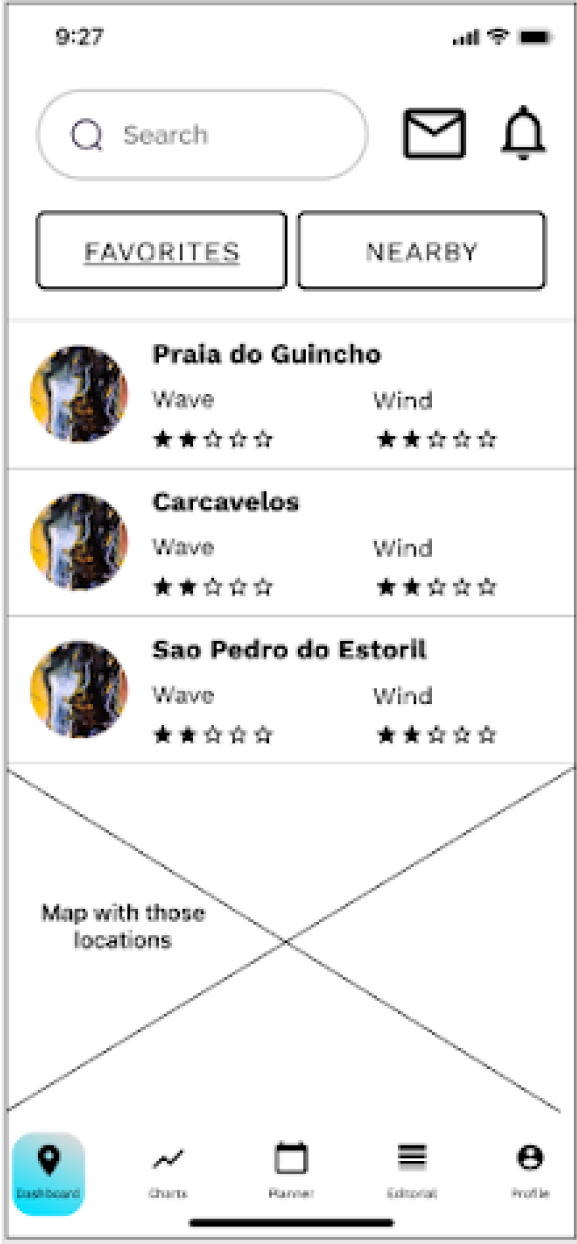 9:27
Search
FAVORITES
NEARBY
Praia do Guincho
Wave
Wind
Carcavelos
Wave
Wind
Sao Pedro do Estoril
Wave
Wind
Map with those
locations
Dashboard
Charts
Planner
Editorial
Profile